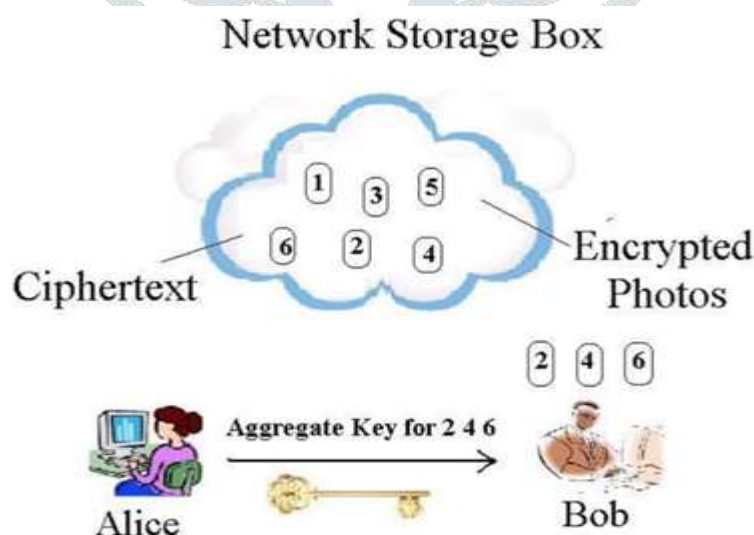 Network Storage Box
1 3 5
6 2 4
Ciphertext
Encrypted
Photos
2 4 6
Aggregate Key for 2 4 6
Alice
Bob